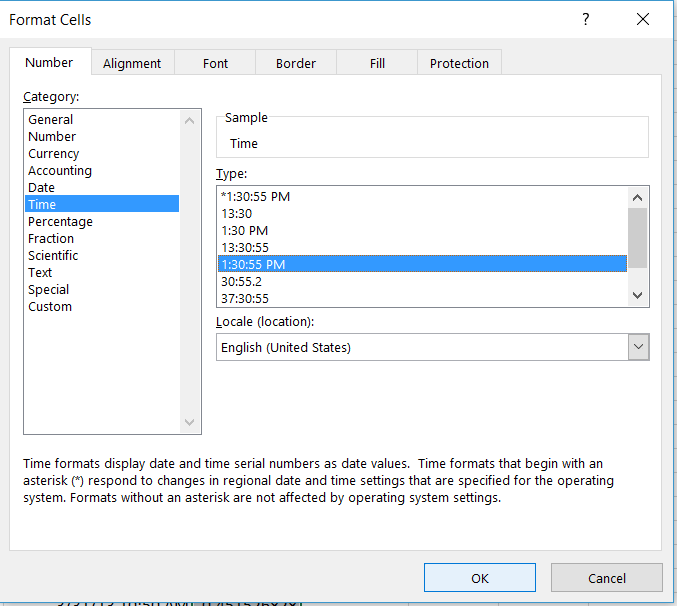 Format Cells
?
Number Alignment Font Border Fill Protection
Category:
General
Number
Currency
Accounting
Date
Time
Percentage
Fraction
Scientific
Text
Special
Custom
Sample
Time
Type:
*1:30:55 PM
13:30
1:30 PM
13:30:55
1:30:55 PM
30:55.2
37:30:55
Locale (location):
English (United States)
Time formats display date and time serial numbers as date values.  Time formats that begin with an
asterisk (*) respond to changes in regional date and time settings that are specified for the operating
system. Formats without an asterisk are not affected by operating system settings.
OK Cancel